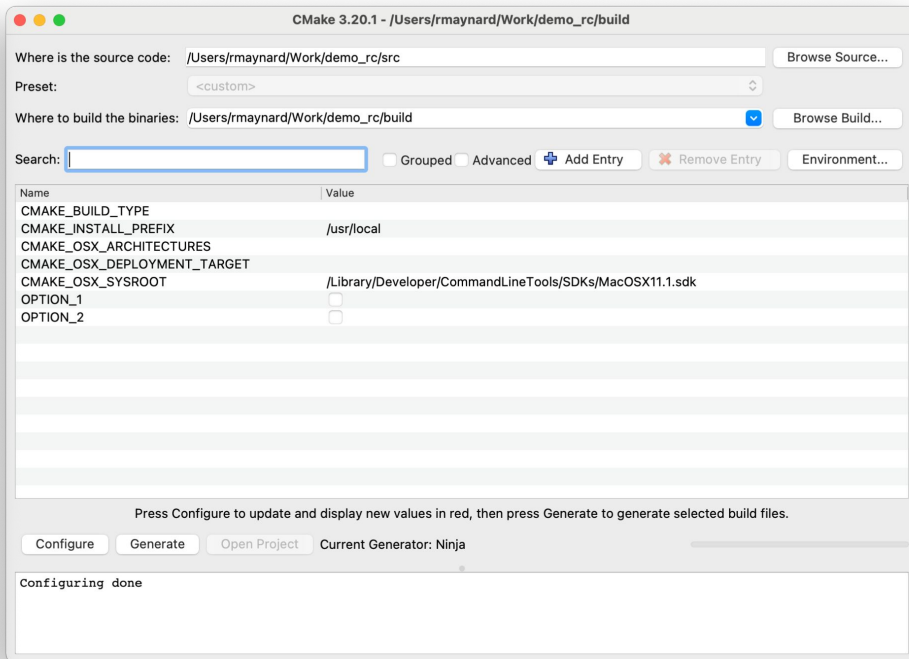 CMake 3.20.1 - /Users/rmaynard/Work/demo_rc/build
Where is the source code: /Users/rmaynard/Work/demo_rc/src Browse Source...
Preset: <custom>
Where to build the binaries: /Users/rmaynard/Work/demo_rc/build Browse Build...
Search: Grouped Advanced Add Entry Remove Entry Environment...
Name Value
CMAKE_BUILD_TYPE
CMAKE_INSTALL_PREFIX /usr/local
CMAKE_OSX_ARCHITECTURES
CMAKE_OSX_DEPLOYMENT_TARGET
CMAKE_OSX_SYSROOT /Library/Developer/CommandLineTools/SDKs/MacOSX11.1.sdk
OPTION_1
OPTION_2
Press Configure to update and display new values in red, then press Generate to generate selected build files.
Configure Generate Open Project Current Generator: Ninja
Configuring done